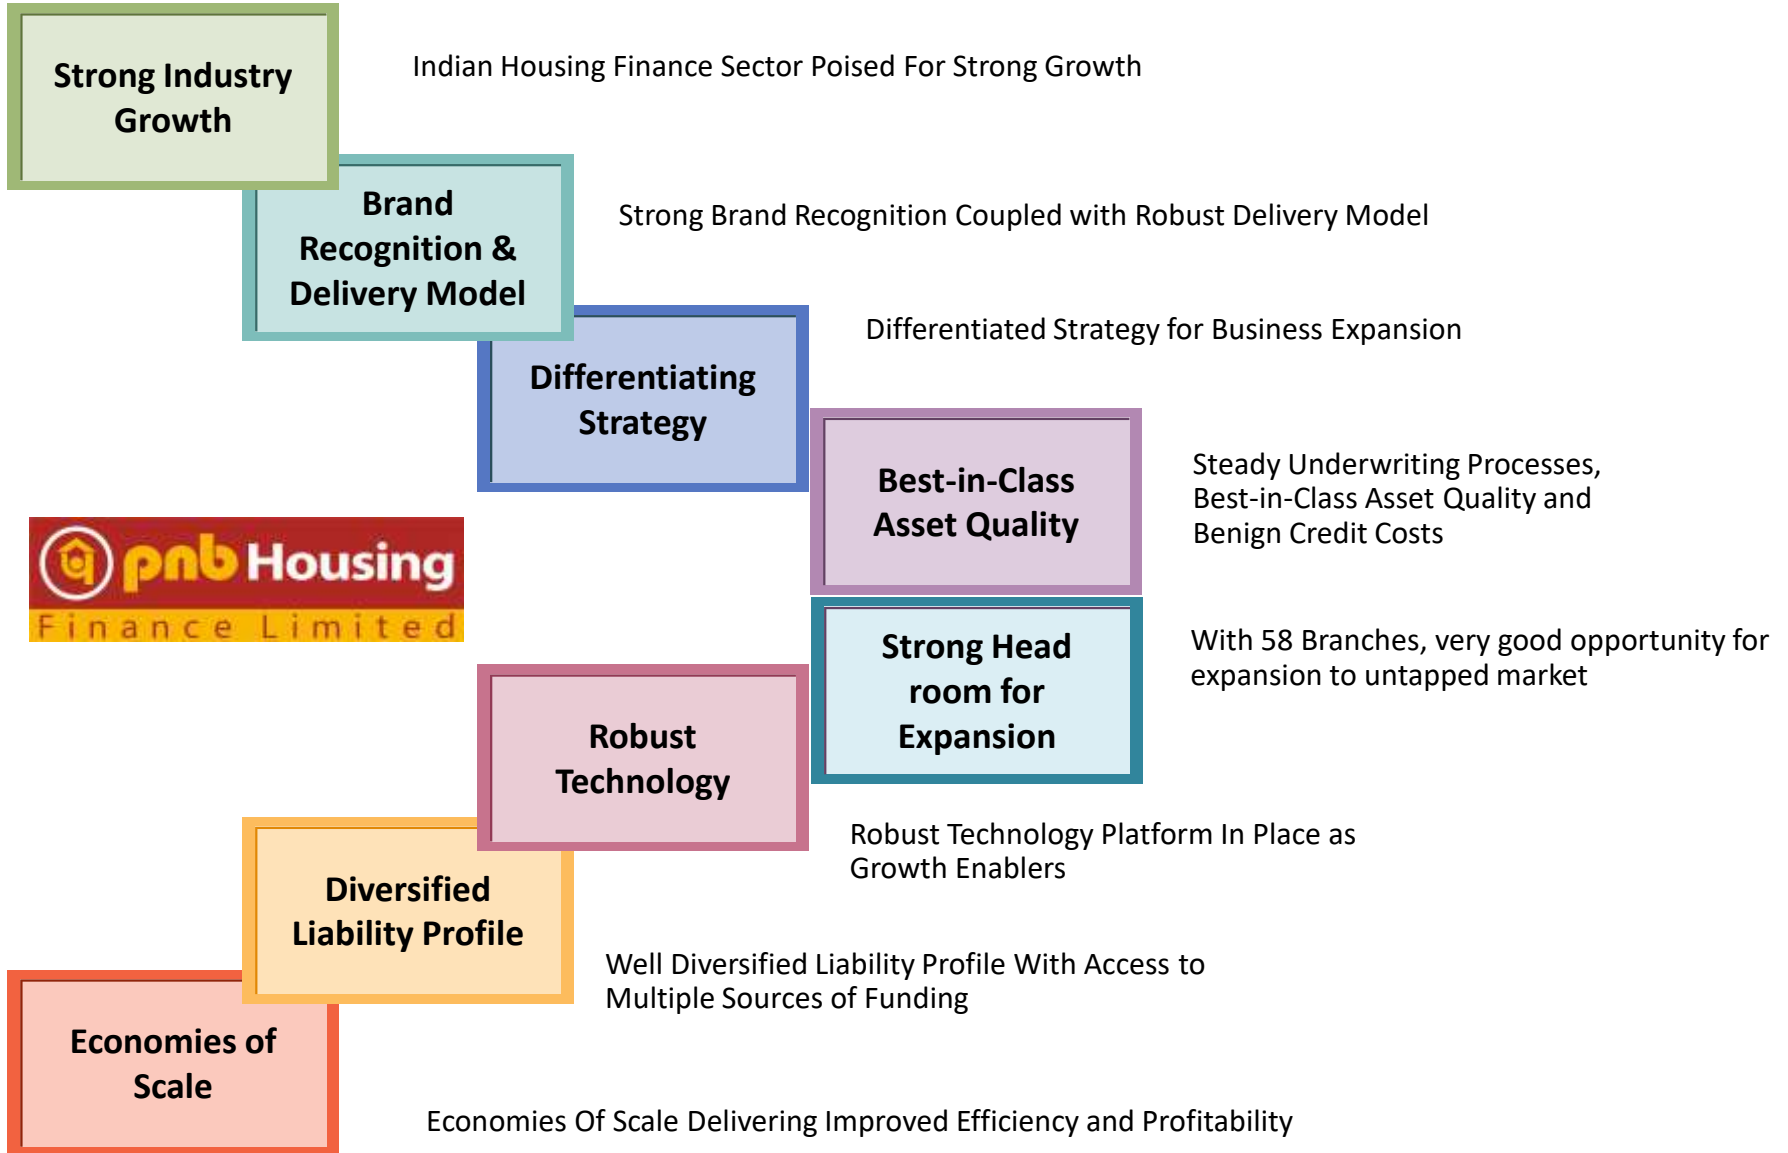 Strong Industry
Growth
Indian Housing Finance Sector Poised For Strong Growth
Brand
Recognition &
Delivery Model
Strong Brand Recognition Coupled with Robust Delivery Model
Differentiating
Strategy
Differentiated Strategy for Business Expansion
Best-in-Class
Asset Quality
Steady Underwriting Processes,
Best-in-Class Asset Quality and
Benign Credit Costs
pnb Housing
Finance Limited
Strong Head
room for
Expansion
With 58 Branches, very good opportunity for
expansion to untapped market
Robust
Technology
Robust Technology Platform In Place as
Growth Enablers
Diversified
Liability Profile
Well Diversified Liability Profile With Access to
Multiple Sources of Funding
Economies of
Scale
Economies Of Scale Delivering Improved Efficiency and Profitability